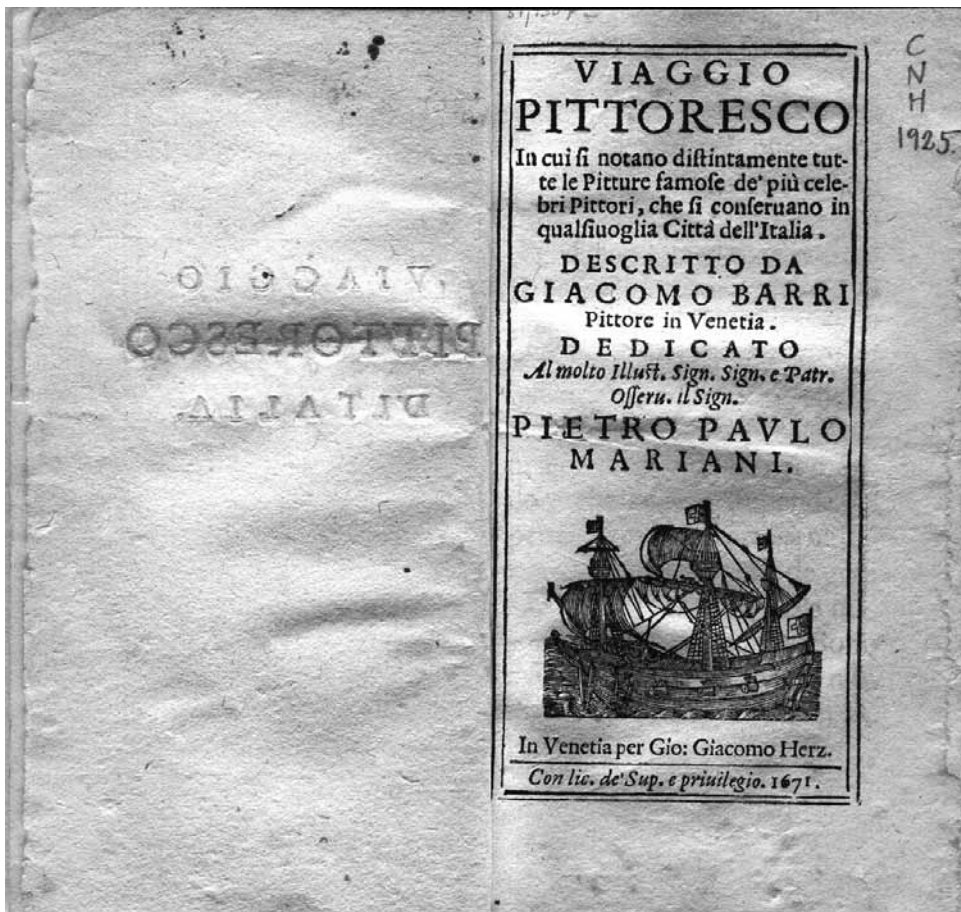 VIAGGIO
PITTORESCO
D'ITALIA.
VIAGGIO
PITTORESCO
In cui ſi notano diſtintamente tut-
te le Pitture famoſe de' più cele-
bri Pittori, che ſi conſeruano in
qualſiuoglia Città dell'Italia.
DESCRITTO DA
GIACOMO BARRI
Pittore in Venetia.
DEDICATO
Al molto Illuſt. Sign. Sign. e Patr.
Oſſeru. il Sign.
PIETRO PAVLO
MARIANI.
In Venetia per Gio: Giacomo Herz.
Con lic. de' Sup. e priuilegio. 1671.
C
N
H
1925.